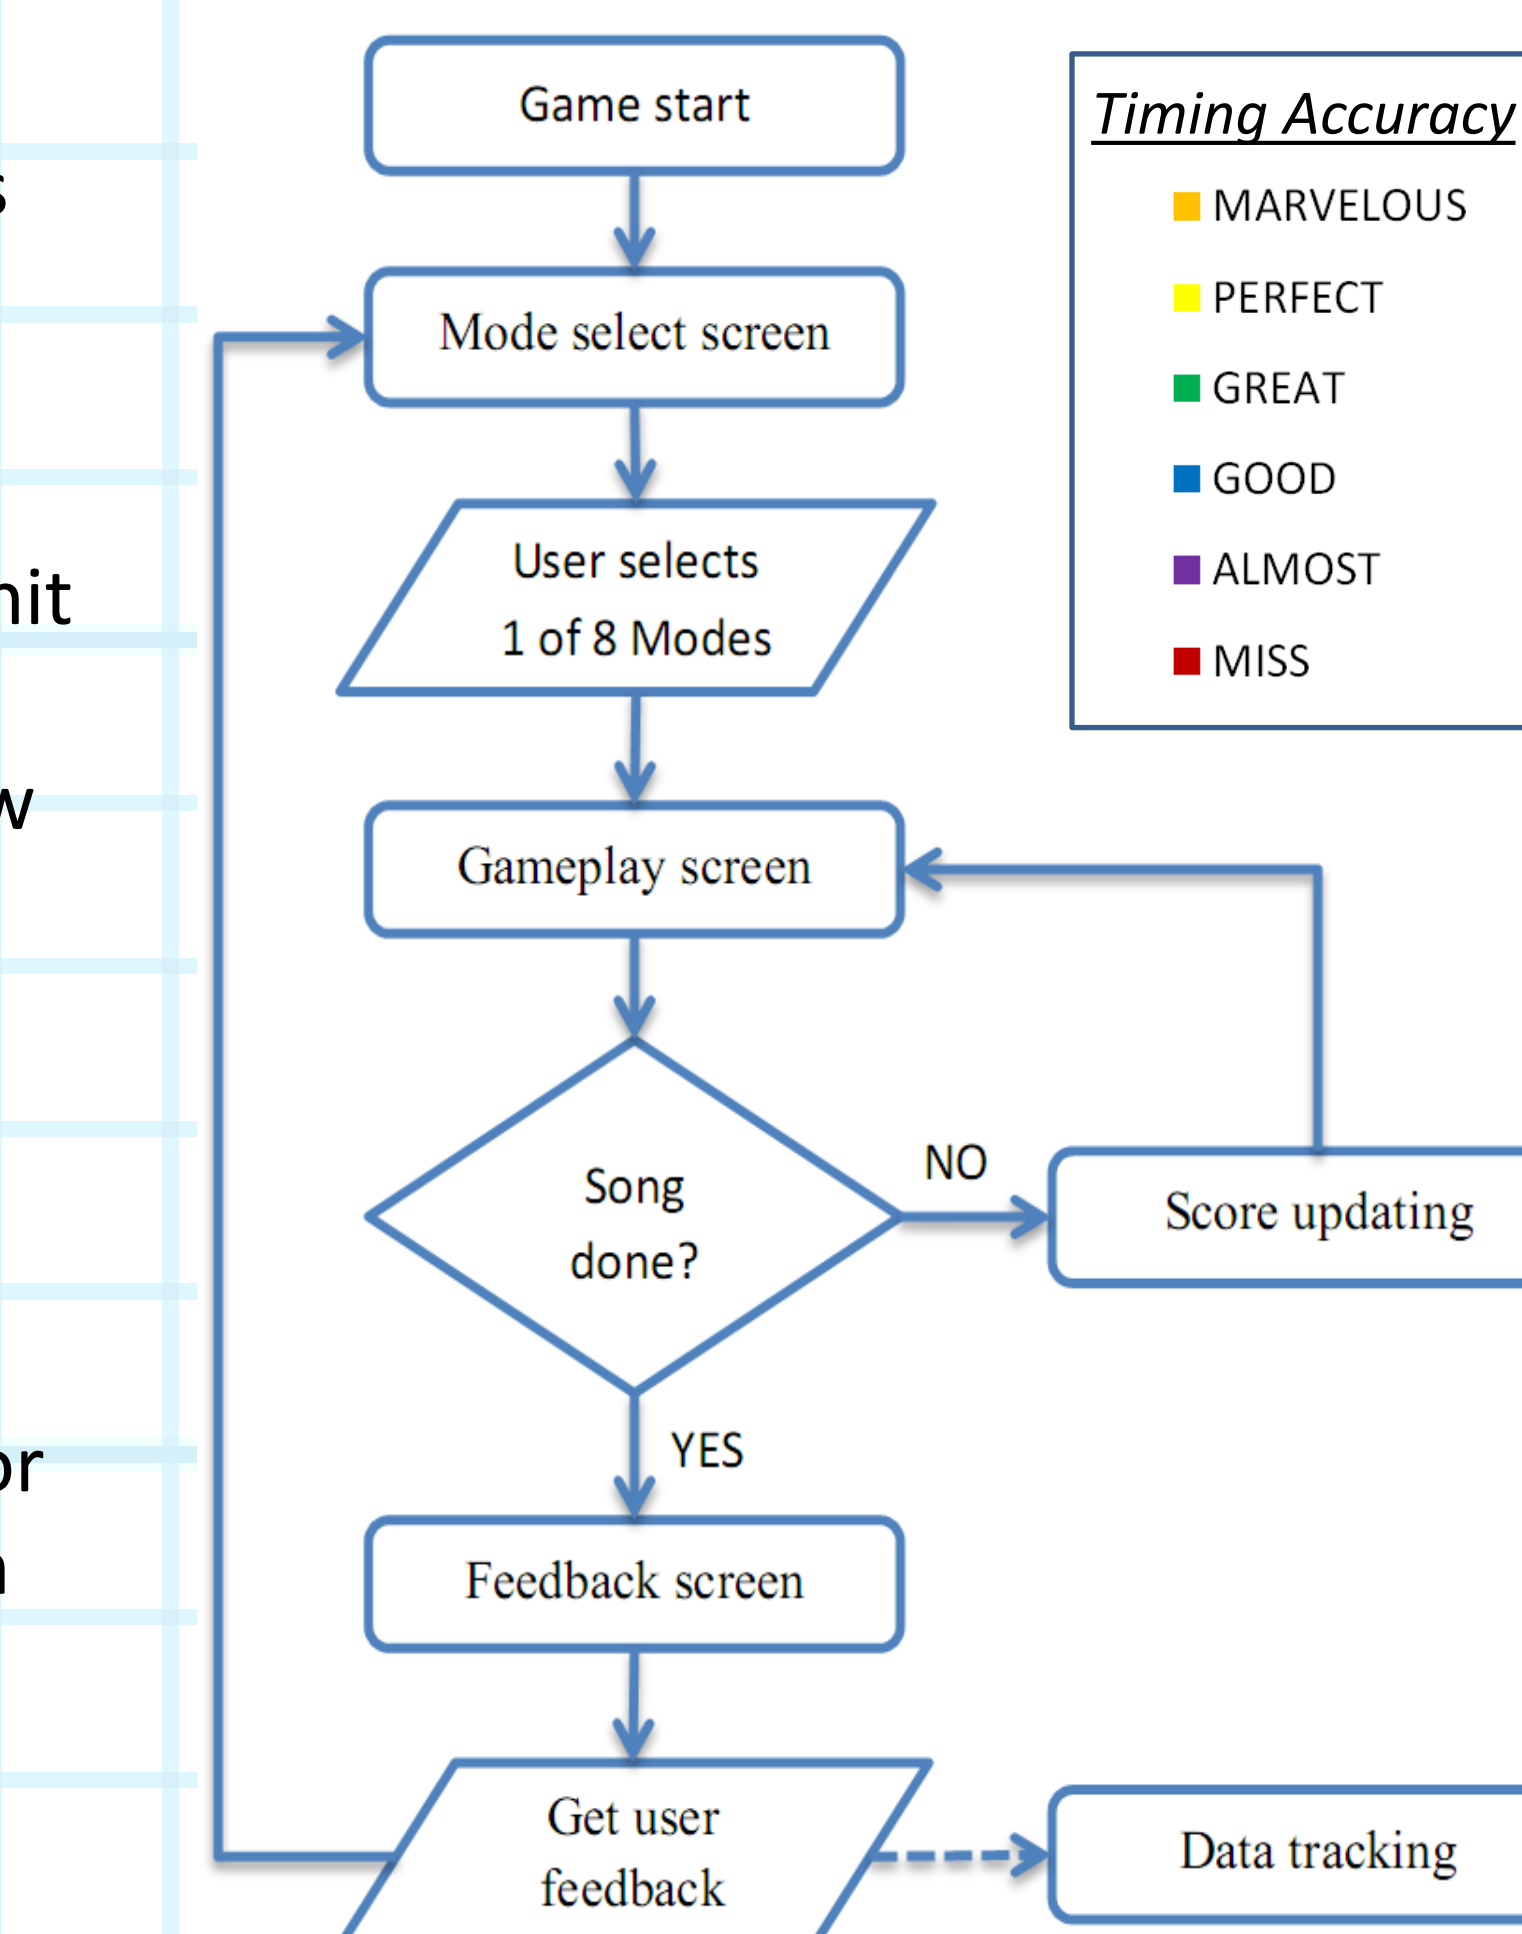 Game start
Mode select screen
User selects
1 of 8 Modes
Gameplay screen
Song
done?
NO
Score updating
YES
Feedback screen
Get user
feedback
Data tracking
Timing Accuracy
MARVELOUS
PERFECT
GREAT
GOOD
ALMOST
MISS